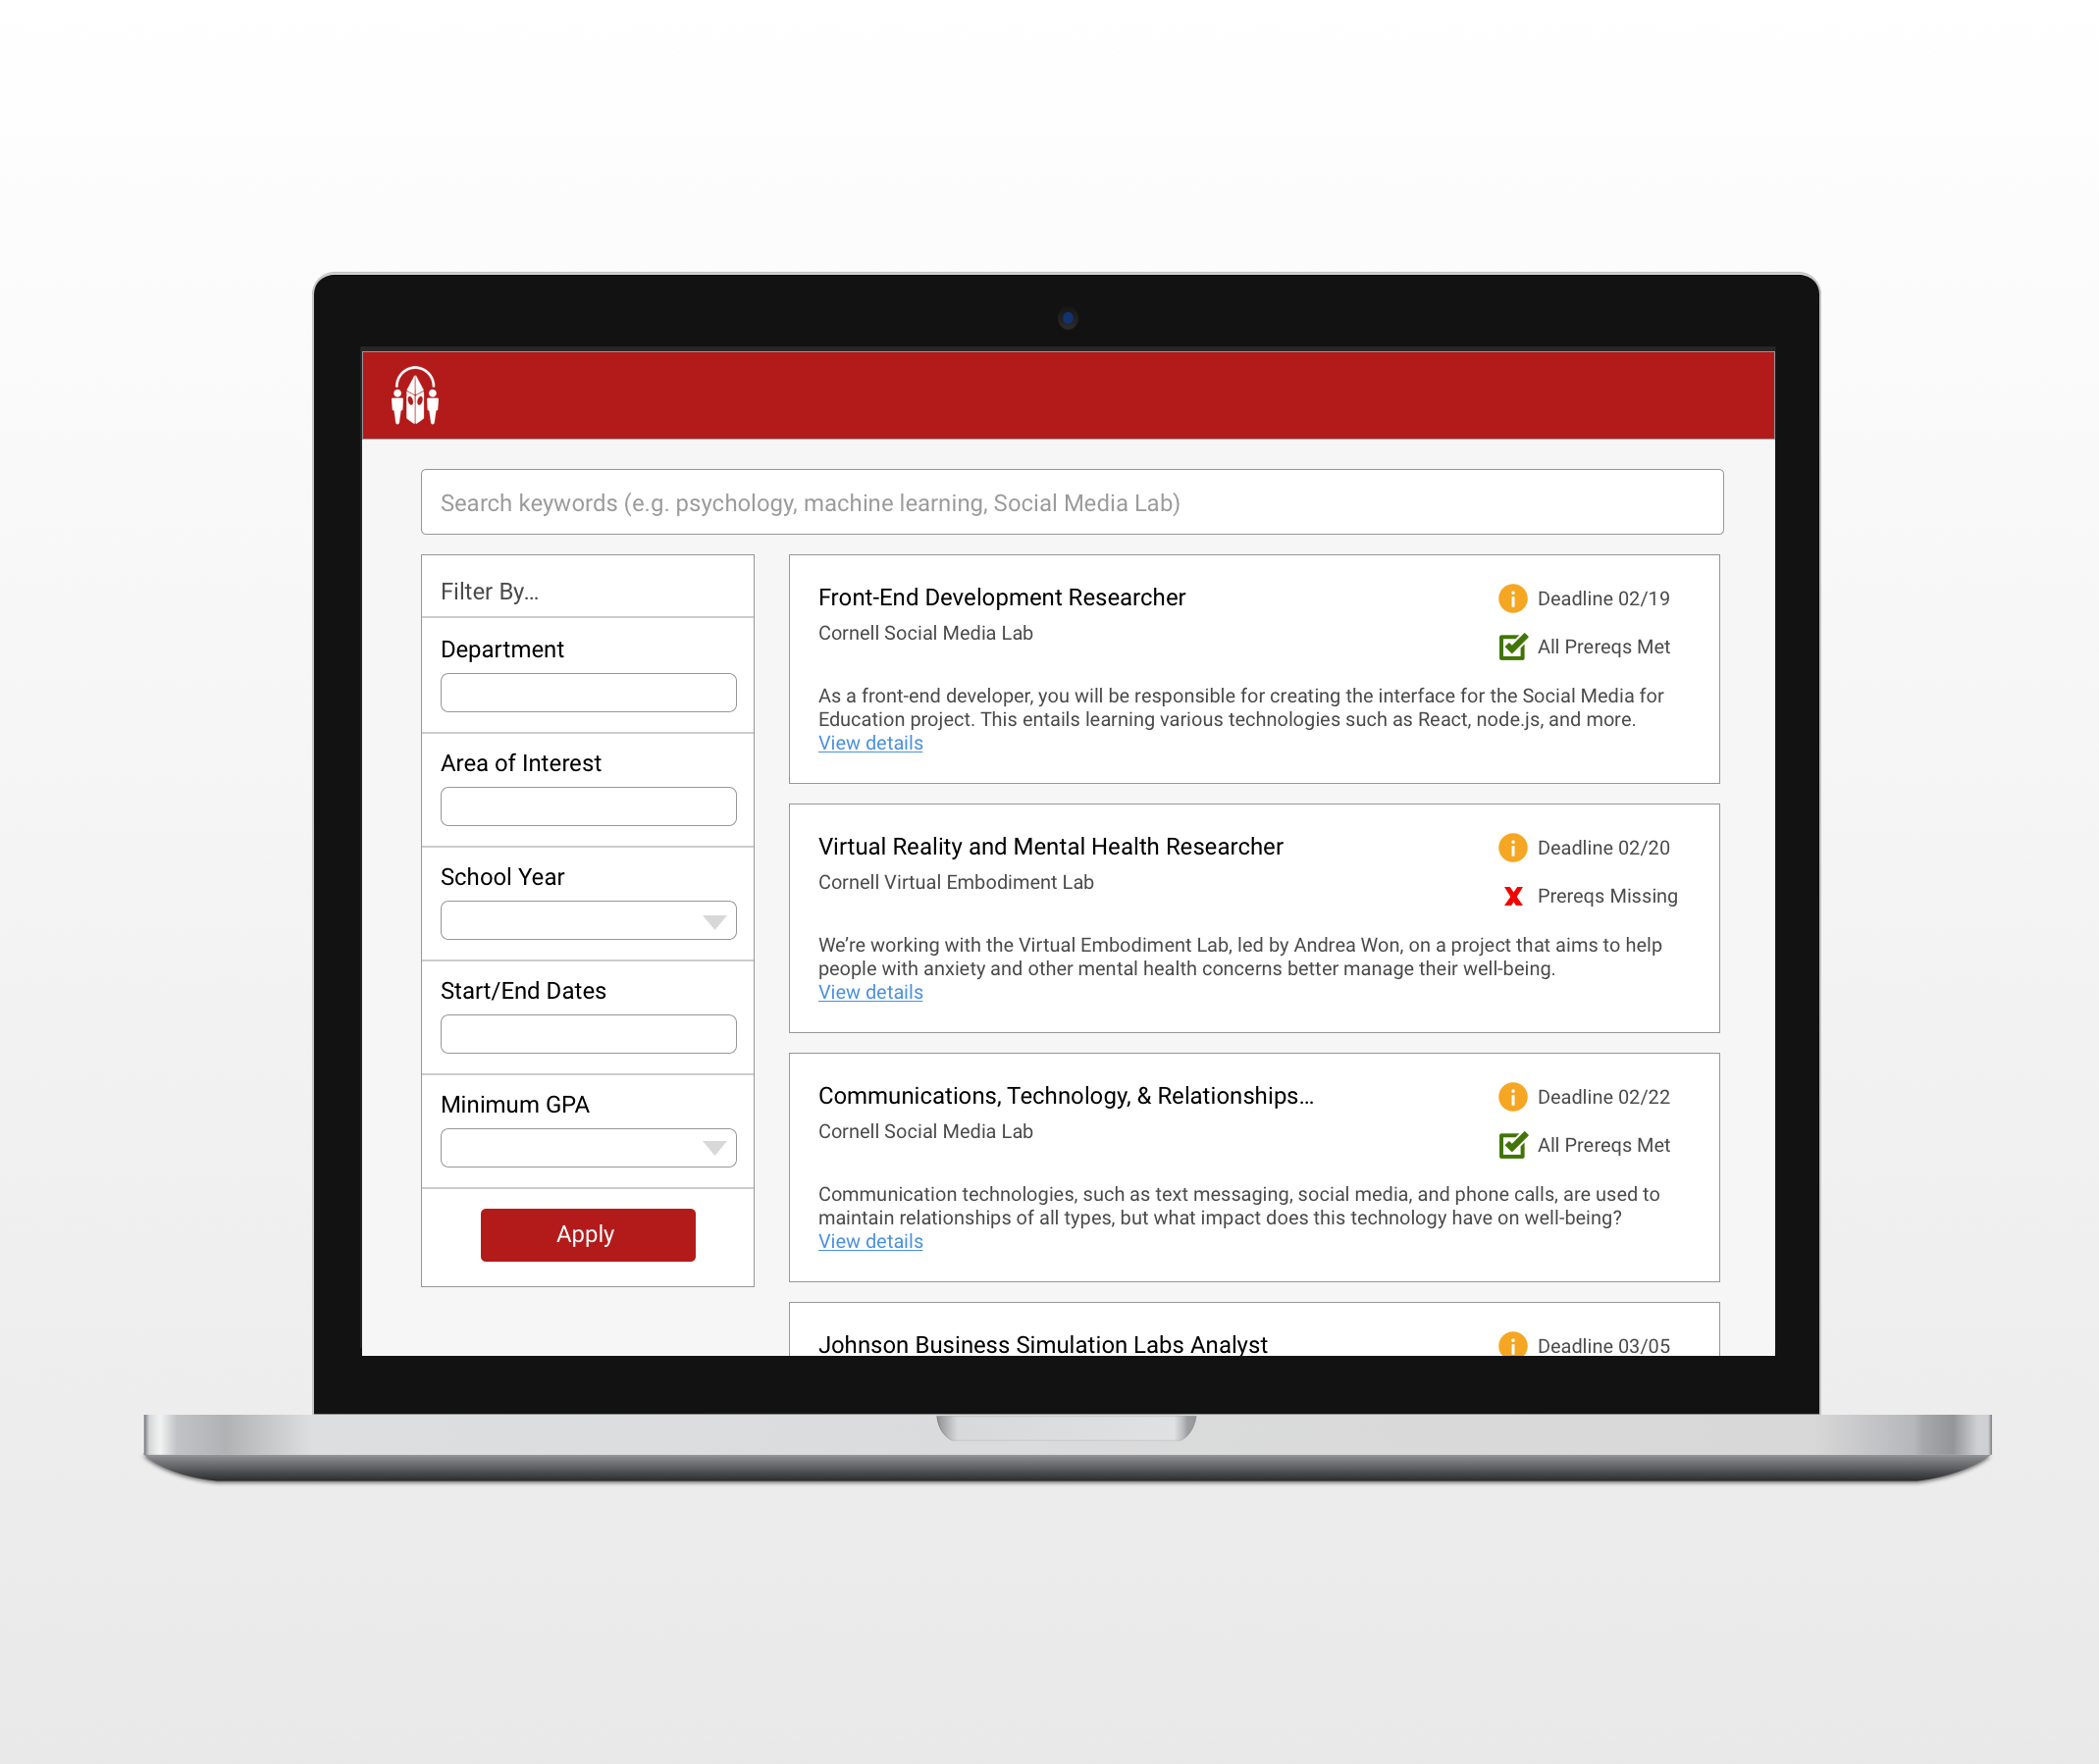 Search keywords (e.g. psychology, machine learning, Social Media Lab)
Filter By...
Department
Area of Interest
School Year
Start/End Dates
Minimum GPA
Apply
Front-End Development Researcher
Cornell Social Media Lab
Deadline 02/19
All Prereqs Met
As a front-end developer, you will be responsible for creating the interface for the Social Media for
Education project. This entails learning various technologies such as React, node.js, and more.
View details
Virtual Reality and Mental Health Researcher
Cornell Virtual Embodiment Lab
Deadline 02/20
Prereqs Missing
We’re working with the Virtual Embodiment Lab, led by Andrea Won, on a project that aims to help
people with anxiety and other mental health concerns better manage their well-being.
View details
Communications, Technology, & Relationships...
Cornell Social Media Lab
Deadline 02/22
All Prereqs Met
Communication technologies, such as text messaging, social media, and phone calls, are used to
maintain relationships of all types, but what impact does this technology have on well-being?
View details
Johnson Business Simulation Labs Analyst
Deadline 03/05